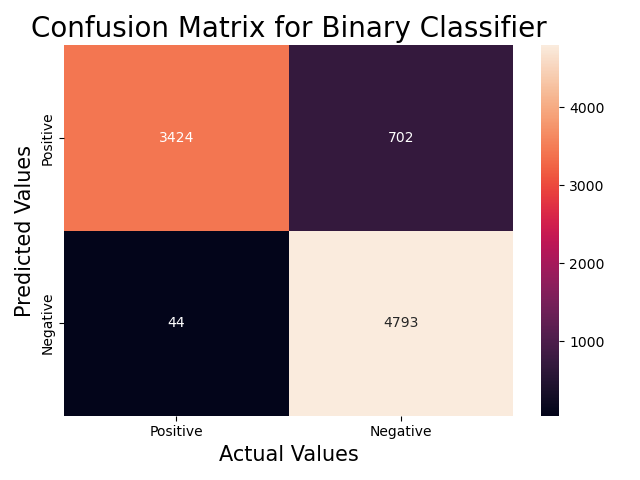 Confusion Matrix for Binary Classifier
Predicted Values
Positive
3424
702
4000
3000
2000
1000
Negative
44
4793
Positive
Negative
Actual Values